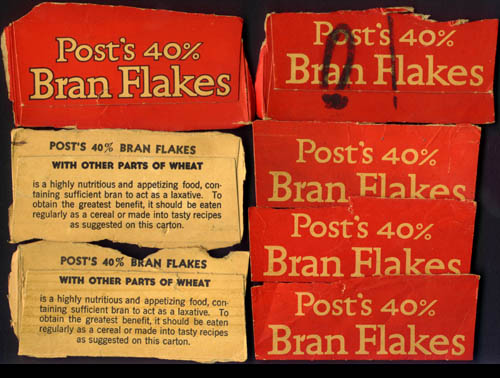 Post's 40%
Bran Flakes
POST'S 40% BRAN FLAKES
WITH OTHER PARTS OF WHEAT
is a highly nutritious and appetizing food, con-
taining sufficient bran to act as a laxative. To
obtain the greatest benefit, it should be eaten
regularly as a cereal or made into tasty recipes
as suggested on this carton.
POST'S 40% BRAN FLAKES
WITH OTHER PARTS OF WHEAT
is a highly nutritious and appetizing food, con-
taining sufficient bran to act as a laxative. To
obtain the greatest benefit, it should be eaten
regularly as a cereal or made into tasty recipes
as suggested on this carton.
Post's 40%
Bran Flakes
Post's 40%
Bran Flakes
Post's 40%
Bran Flakes
Post's 40%
Bran Flakes